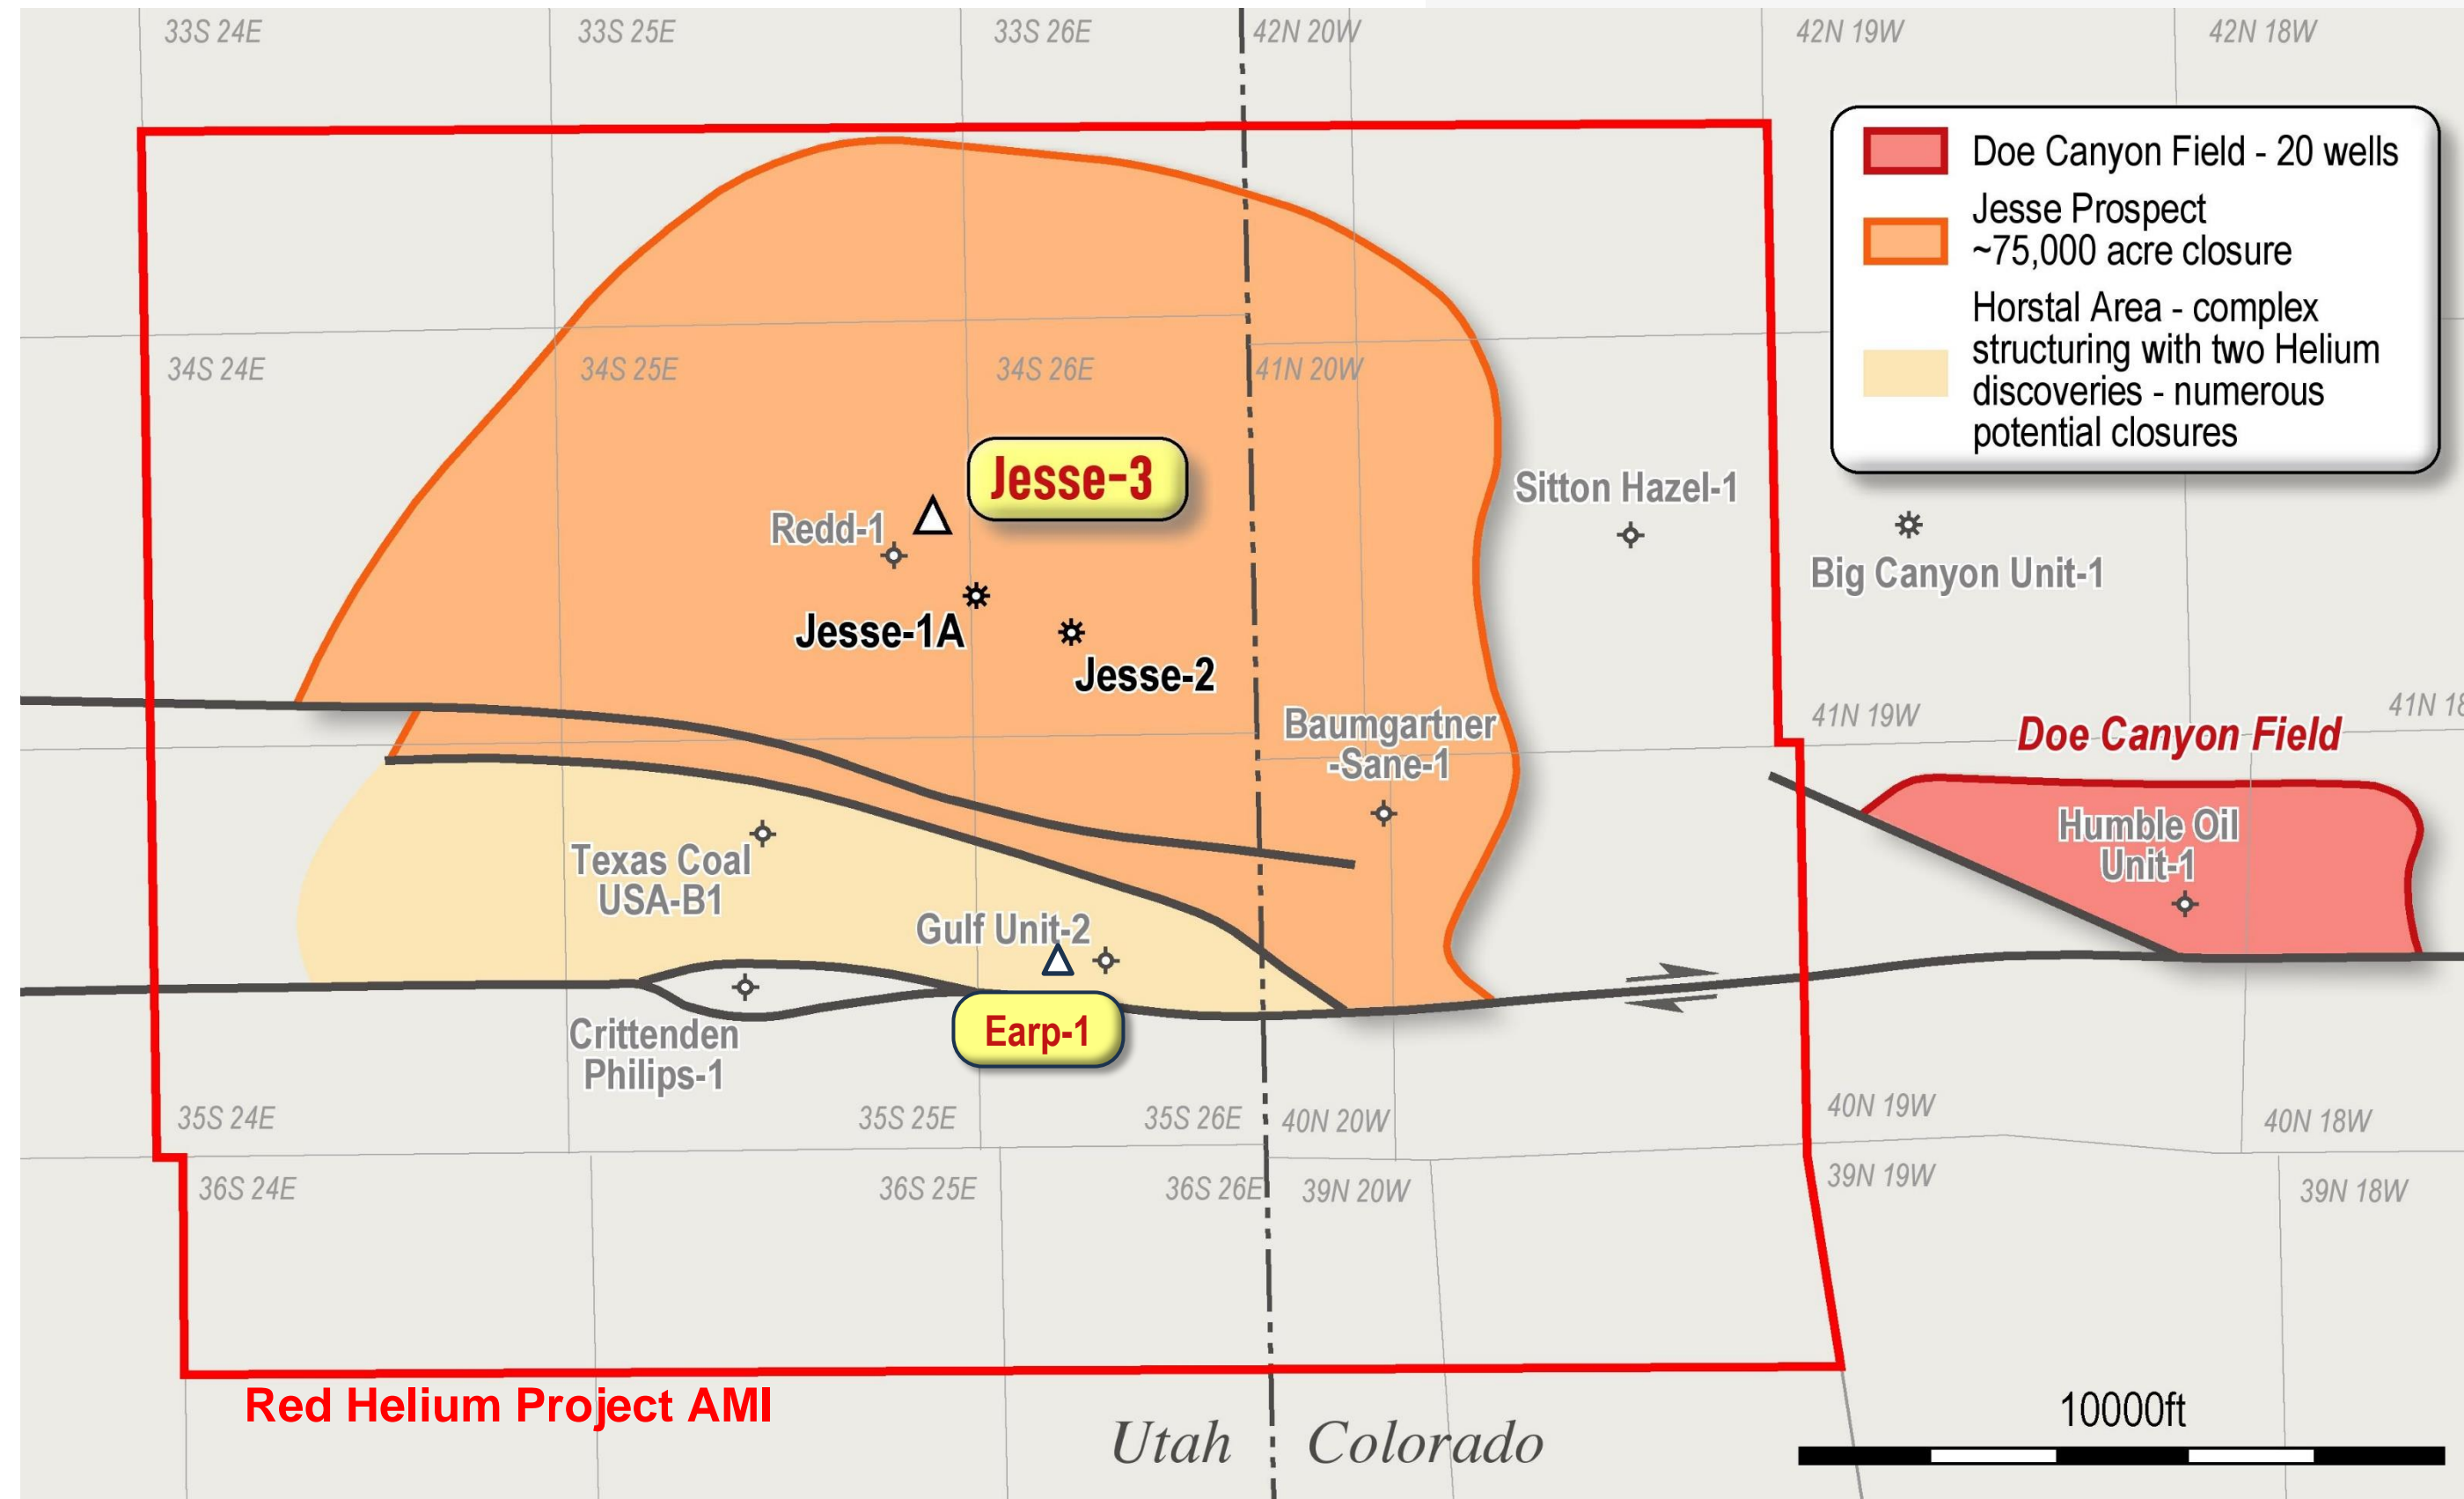 33S 24E
33S 25E
33S 26E
42N 20W
42N 19W
42N 18W
Doe Canyon Field - 20 wells
Jesse Prospect
~75,000 acre closure
Horstal Area - complex
structuring with two Helium
discoveries - numerous
potential closures
34S 24E
34S 25E
34S 26E
41N 20W
Jesse-3
Sitton Hazel-1
Redd-1
Big Canyon Unit-1
Jesse-1A
Jesse-2
41N 19W
41N 18
Baumgartner
-Sane-1
Doe Canyon Field
Humble Oil
Unit-1
Texas Coal
USA-B1
Gulf Unit-2
Earp-1
Crittenden
Philips-1
35S 24E
35S 25E
35S 26E
40N 20W
40N 19W
40N 18W
36S 24E
36S 25E
36S 26E
39N 20W
39N 19W
39N 18W
Red Helium Project AMI
Utah
Colorado
10000ft